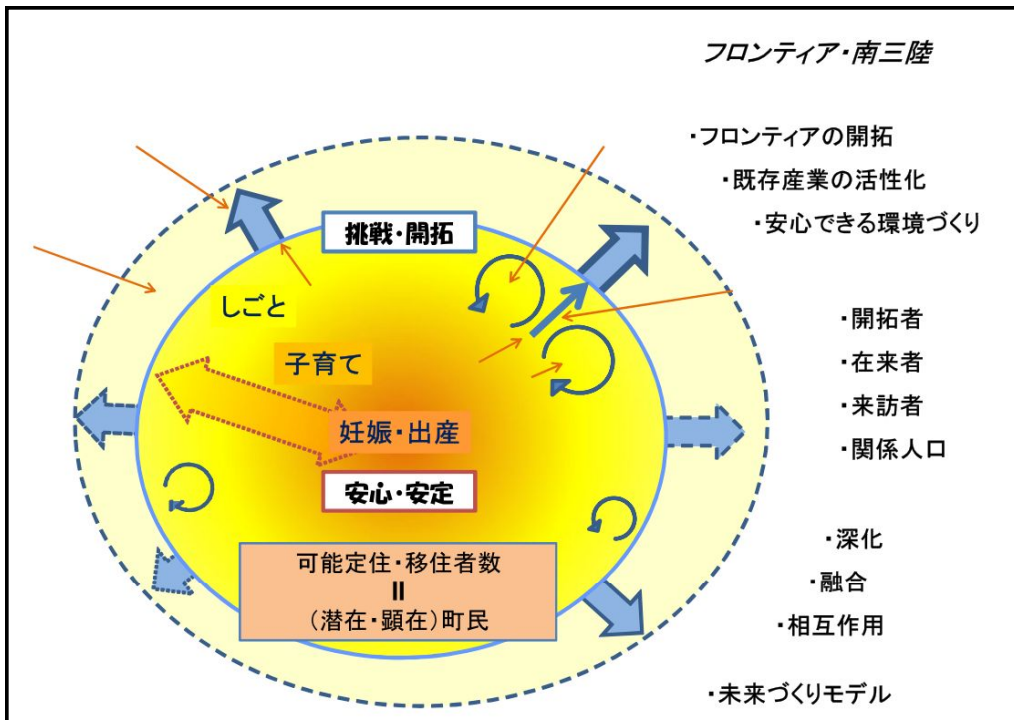 フロンティア・南三陸
・フロンティアの開拓
・既存産業の活性化
・安心できる環境づくり
挑戦・開拓
しごと
子育て
妊娠・出産
安心・安定
可能定住・移住者数
=
(潜在・顕在)町民
・開拓者
・在来者
・来訪者
・関係人口
・深化
・融合
・相互作用
・未来づくりモデル